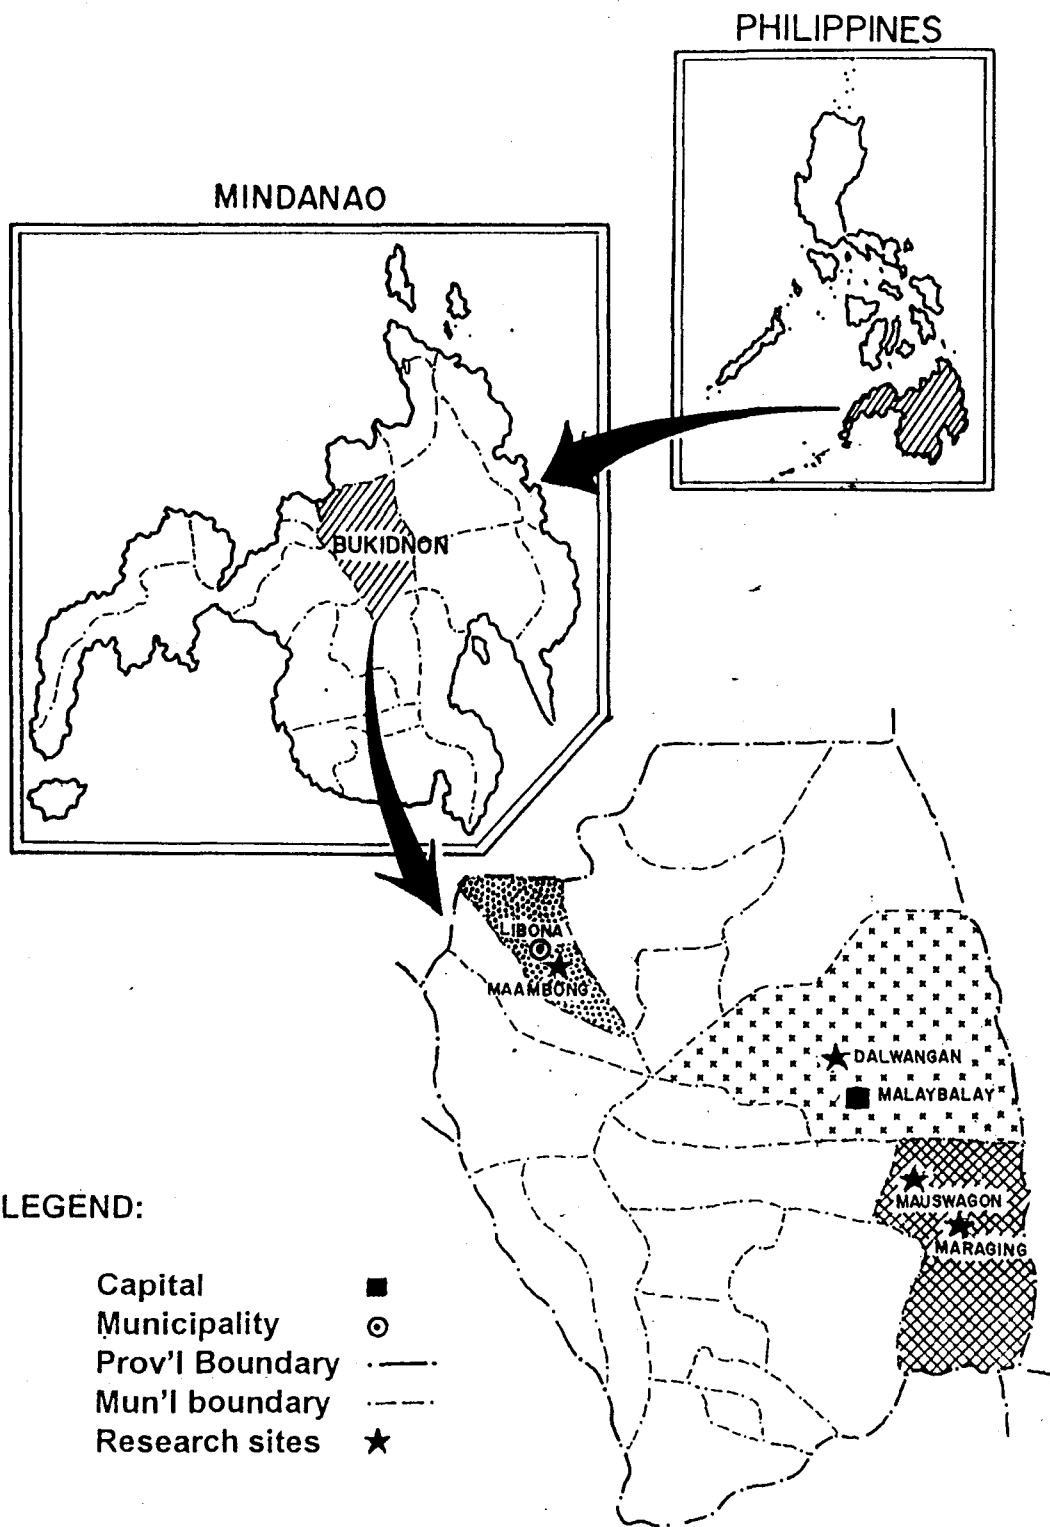 PHILIPPINES
MINDANAO
BUKIDNON
LIBONA
MAAMBONG
DALWANGAN
MALAYBALAY
MAUSWAGON
MARAGING
LEGEND:
Capital
Municipality
Prov'l Boundary
Mun'l boundary
Research sites